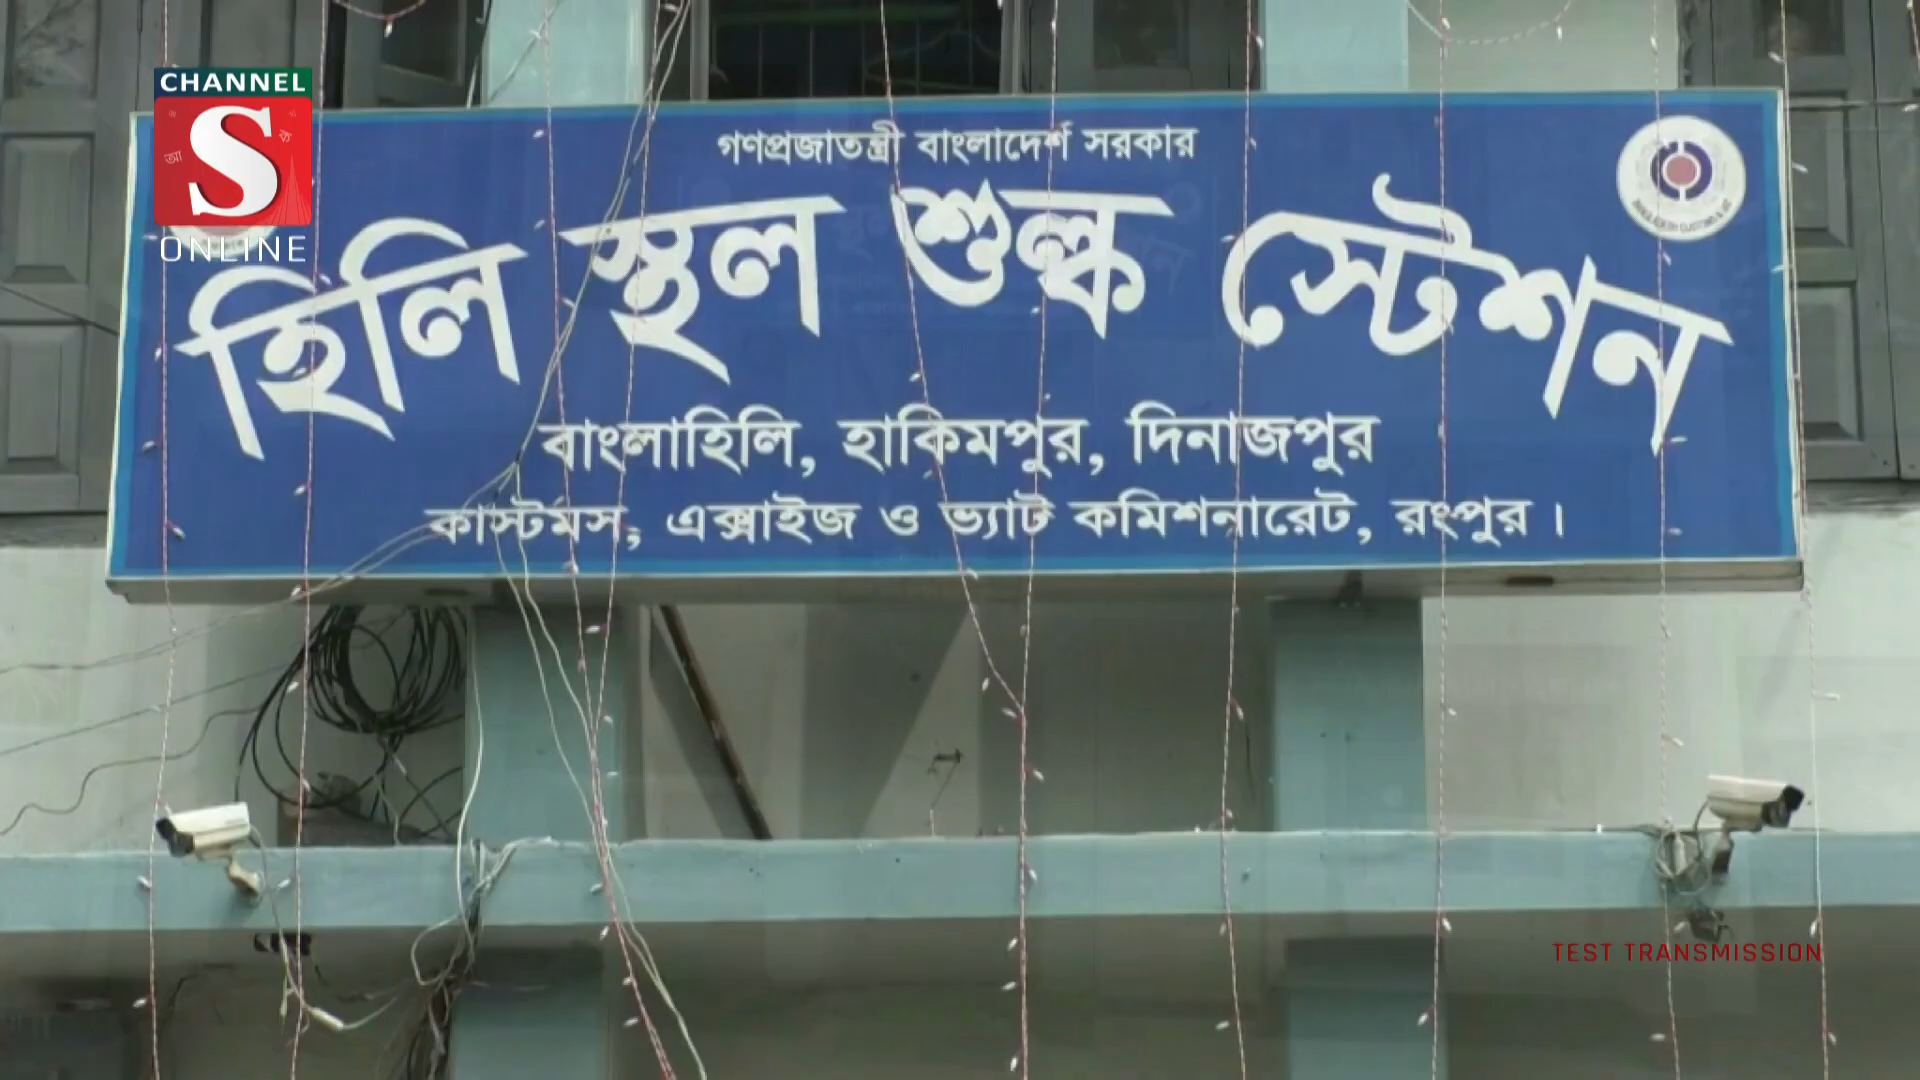 CHANNEL
S
ONLINE
গণপ্রজাতন্ত্রী বাংলাদেশ সরকার
হিলি স্থল শুল্ক স্টেশন
বাংলাহিলি, হাকিমপুর, দিনাজপুর
কাস্টমস, এক্সাইজ ও ভ্যাট কমিশনারেট, রংপুর ।
TEST TRANSMISSION